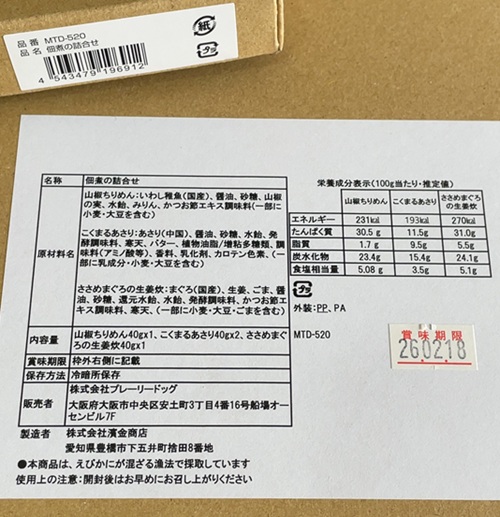 品 番 MTD-520
品 名 佃煮の詰合せ
4 543479 196912
紙
名称
佃煮の詰合せ
原材料名
山椒ちりめん:いわし稚魚(国産)、醤油、砂糖、山椒
の実、水飴、みりん、かつお節エキス調味料(一部に
小麦・大豆を含む)
こくまるあさり:あさり(中国)、醤油、砂糖、水飴、発
酵調味料、寒天、バター、植物油脂/増粘多糖類、調
味料(アミノ酸等)、香料、乳化剤、カロテン色素、(一
部に乳成分・小麦・大豆を含む)
ささめまぐろの生姜炊:まぐろ(国産)、生姜、ごま、醤
油、砂糖、還元水飴、水飴、発酵調味料、かつお節エ
キス調味料、寒天、(一部に小麦・大豆・ごまを含む)
内容量
山椒ちりめん40gx1、こくまるあさり40gx2、ささめまぐ
ろの生姜炊40gx1
賞味期限
枠外右側に記載
保存方法
冷暗所保存
販売者
株式会社プレーリードッグ
大阪府大阪市中央区安土町3丁目4番16号船場オー
センビル7F
製造者 株式会社濱金商店
愛知県豊橋市下五井町捨田8番地
●本商品は、えびかにが混ざる漁法で採取しています
使用上の注意:開封後はお早めにお召し上がりください
栄養成分表示(100g当たり・推定値)
山椒ちりめん こくまるあさり ささめまぐろの生姜炊
エネルギー 231kcal 193kcal 270kcal
たんぱく質 30.5 g 11.5g 31.0g
脂質 1.7 g 9.5g 5.5g
炭水化物 23.4g 15.4g 24.1g
食塩相当量 5.08 g 3.5g 5.1g
外装:PP、PA
MTD-520
賞味期限
26.02.18